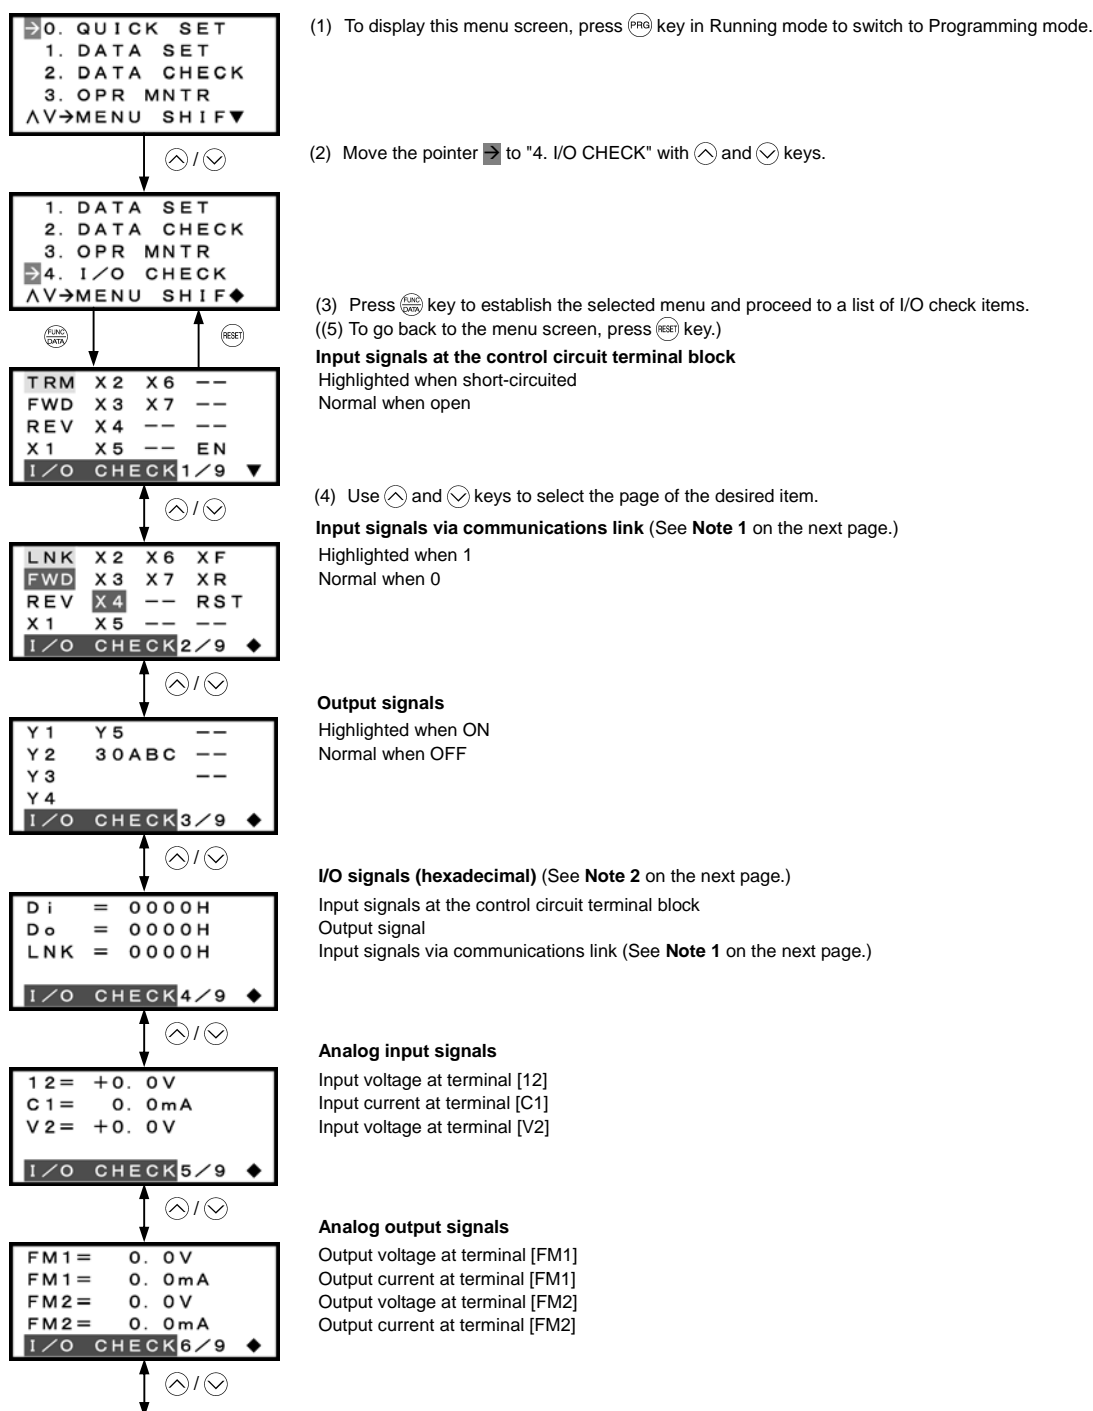 →0. QUICK SET
1. DATA SET
2. DATA CHECK
3. OPR MNTR
∧∨→MENU SHIF▼
(1) To display this menu screen, press PRG key in Running mode to switch to Programming mode.
∧ / ∨
(2) Move the pointer → to "4. I/O CHECK" with ∧ and ∨ keys.
1. DATA SET
2. DATA CHECK
3. OPR MNTR
→4. I/O CHECK
∧∨→MENU SHIF◆
(3) Press FUNC DATA key to establish the selected menu and proceed to a list of I/O check items.
((5) To go back to the menu screen, press RESET key.)
FUNC DATA
RESET
Input signals at the control circuit terminal block
Highlighted when short-circuited
Normal when open
TRM X2 X6 --
FWD X3 X7 --
REV X4 -- --
X1 X5 -- EN
I/O CHECK 1/9 ▼
∧ / ∨
(4) Use ∧ and ∨ keys to select the page of the desired item.
Input signals via communications link (See Note 1 on the next page.)
Highlighted when 1
Normal when 0
LNK X2 X6 XF
FWD X3 X7 XR
REV X4 -- RST
X1 X5 -- --
I/O CHECK 2/9 ◆
∧ / ∨
Output signals
Highlighted when ON
Normal when OFF
Y1 Y5 --
Y2 30ABC --
Y3 --
Y4
I/O CHECK 3/9 ◆
∧ / ∨
I/O signals (hexadecimal) (See Note 2 on the next page.)
Input signals at the control circuit terminal block
Output signal
Input signals via communications link (See Note 1 on the next page.)
Di = 0000H
Do = 0000H
LNK = 0000H
I/O CHECK 4/9 ◆
∧ / ∨
Analog input signals
Input voltage at terminal [12]
Input current at terminal [C1]
Input voltage at terminal [V2]
12= +0. 0V
C1= 0. 0mA
V2= +0. 0V
I/O CHECK 5/9 ◆
∧ / ∨
Analog output signals
Output voltage at terminal [FM1]
Output current at terminal [FM1]
Output voltage at terminal [FM2]
Output current at terminal [FM2]
FM1= 0. 0V
FM1= 0. 0mA
FM2= 0. 0V
FM2= 0. 0mA
I/O CHECK 6/9 ◆
∧ / ∨